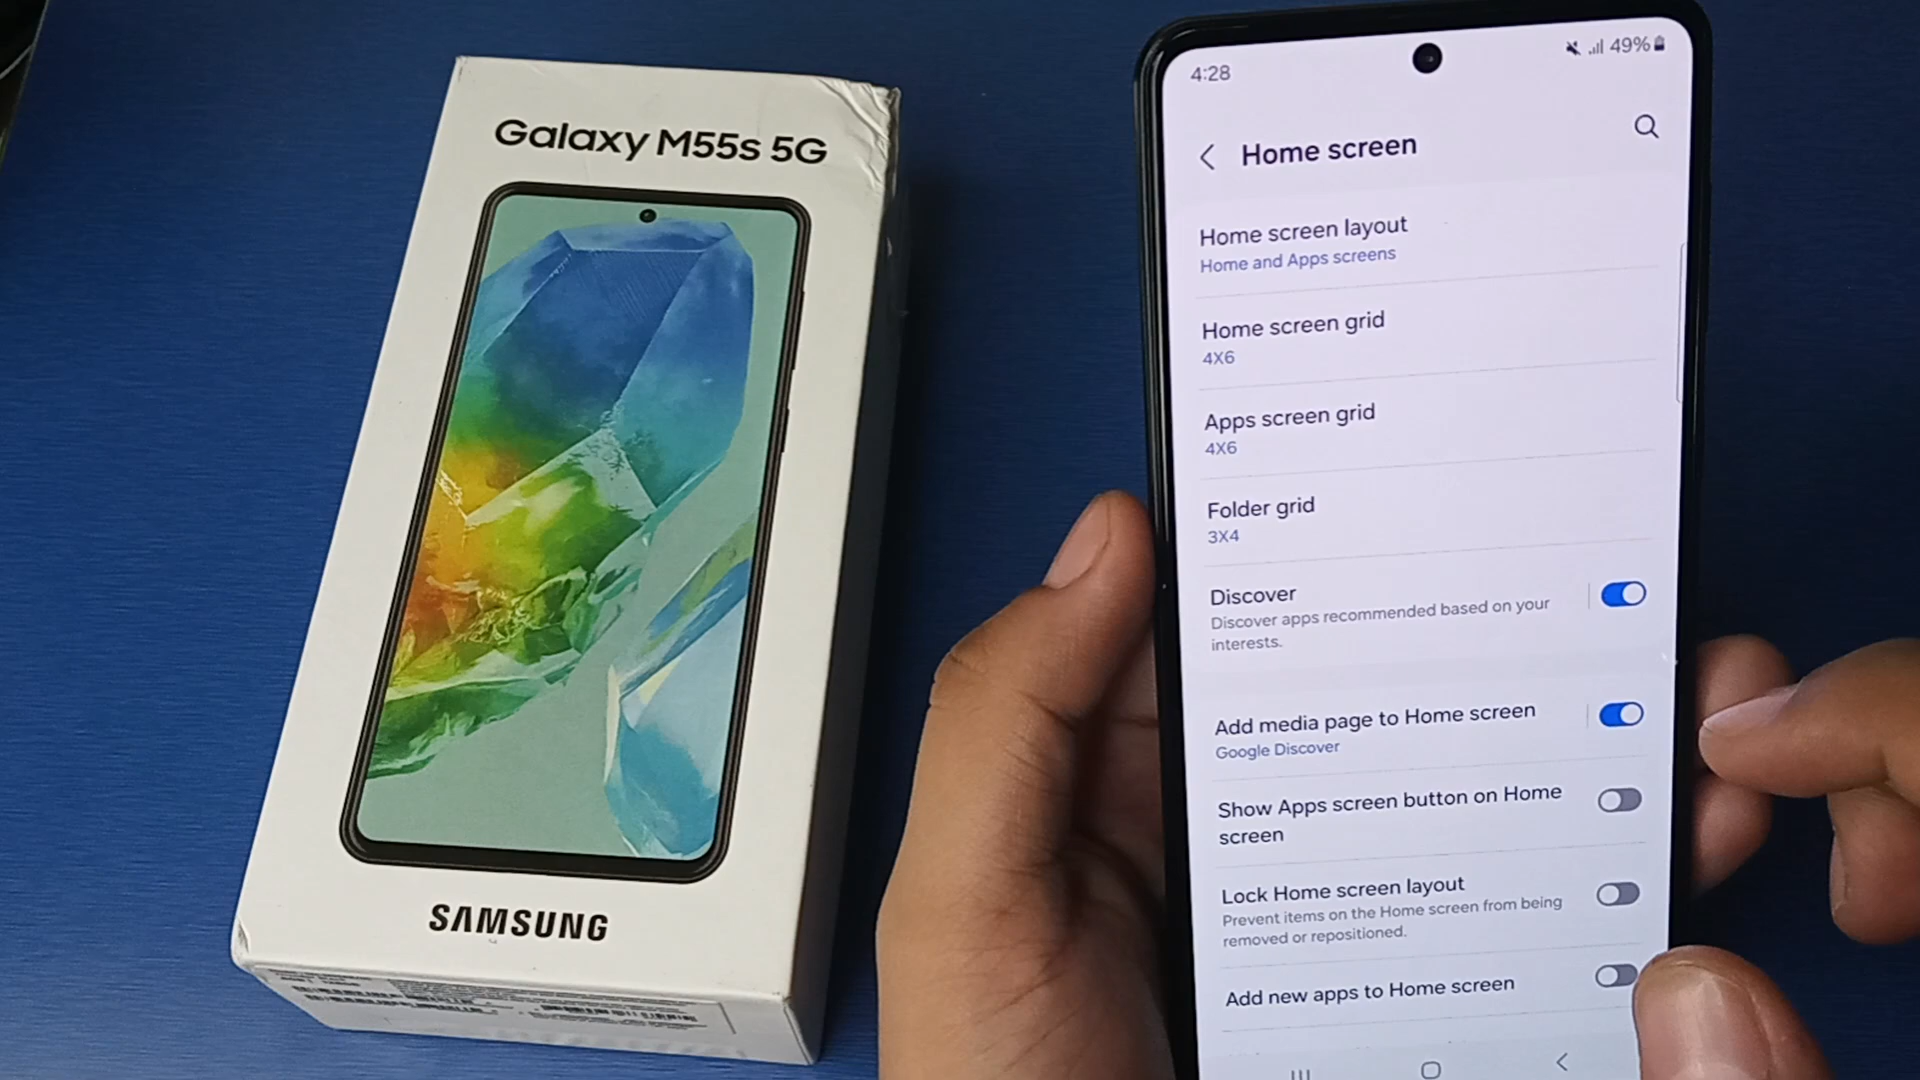 Galaxy M55s 5G
SAMSUNG
4:28
49%
Home screen
Home screen layout
Home and Apps screens
Home screen grid
4X6
Apps screen grid
4X6
Folder grid
3X4
Discover
Discover apps recommended based on your
interests.
Add media page to Home screen
Google Discover
Show Apps screen button on Home
screen
Lock Home screen layout
Prevent items on the Home screen from being
removed or repositioned.
Add new apps to Home screen